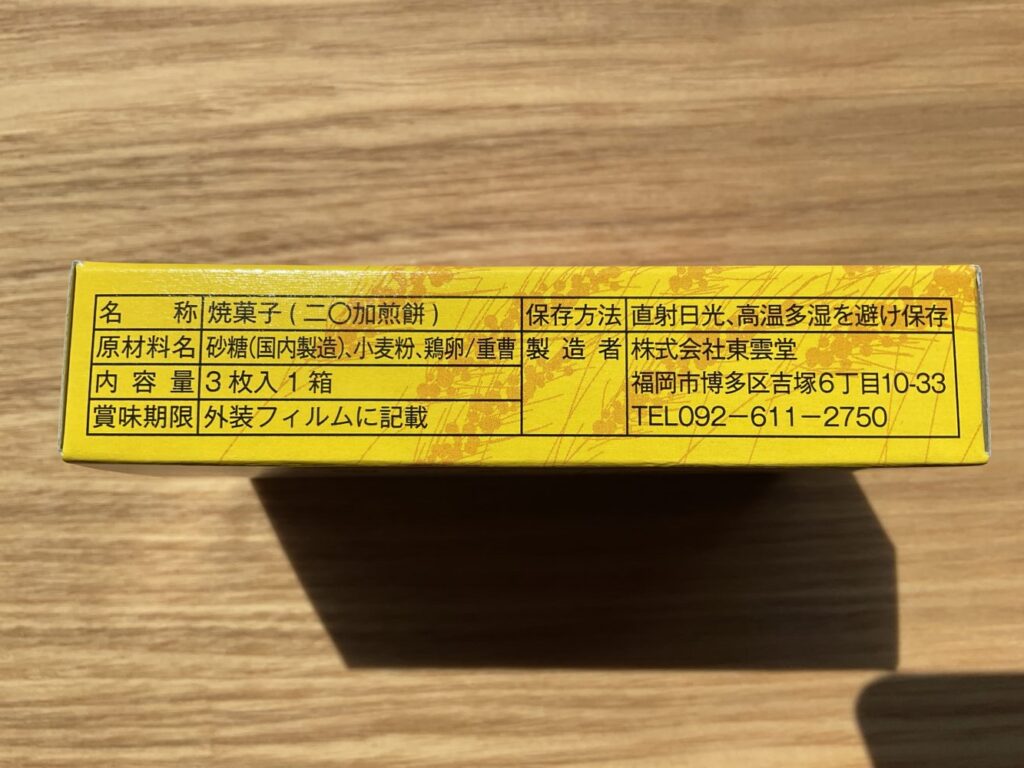 名称 焼菓子(二〇加煎餅)
原材料名 砂糖(国内製造)、小麦粉、鶏卵/重曹
内容量 3枚入1箱
賞味期限 外装フィルムに記載
保存方法 直射日光、高温多湿を避け保存
製造者 株式会社東雲堂
福岡市博多区吉塚6丁目10-33
TEL092-611-2750